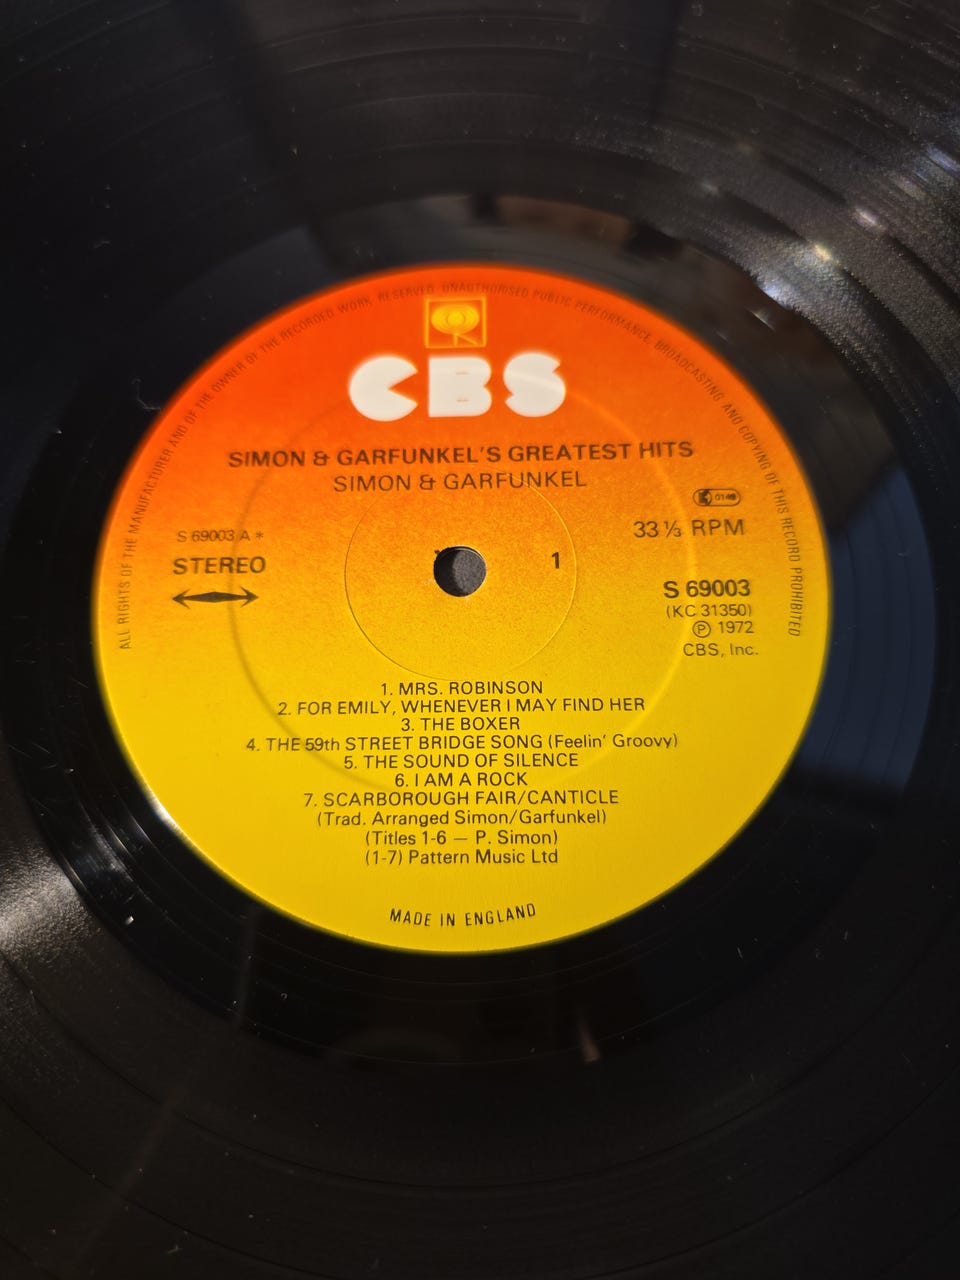 ALL RIGHTS OF THE MANUFACTURER AND OF THE OWNER OF THE RECORDED WORK RESERVED. UNAUTHORISED PUBLIC PERFORMANCE, BROADCASTING AND COPYING OF THIS RECORD PROHIBITED
CBS
SIMON & GARFUNKEL'S GREATEST HITS
SIMON & GARFUNKEL
S 69003 A *
STEREO
1
0149
33⅓ RPM
S 69003
(KC 31350)
Ⓟ 1972
CBS, Inc.
1. MRS. ROBINSON
2. FOR EMILY, WHENEVER I MAY FIND HER
3. THE BOXER
4. THE 59th STREET BRIDGE SONG (Feelin' Groovy)
5. THE SOUND OF SILENCE
6. I AM A ROCK
7. SCARBOROUGH FAIR/CANTICLE
(Trad. Arranged Simon/Garfunkel)
(Titles 1-6 — P. Simon)
(1-7) Pattern Music Ltd
MADE IN ENGLAND